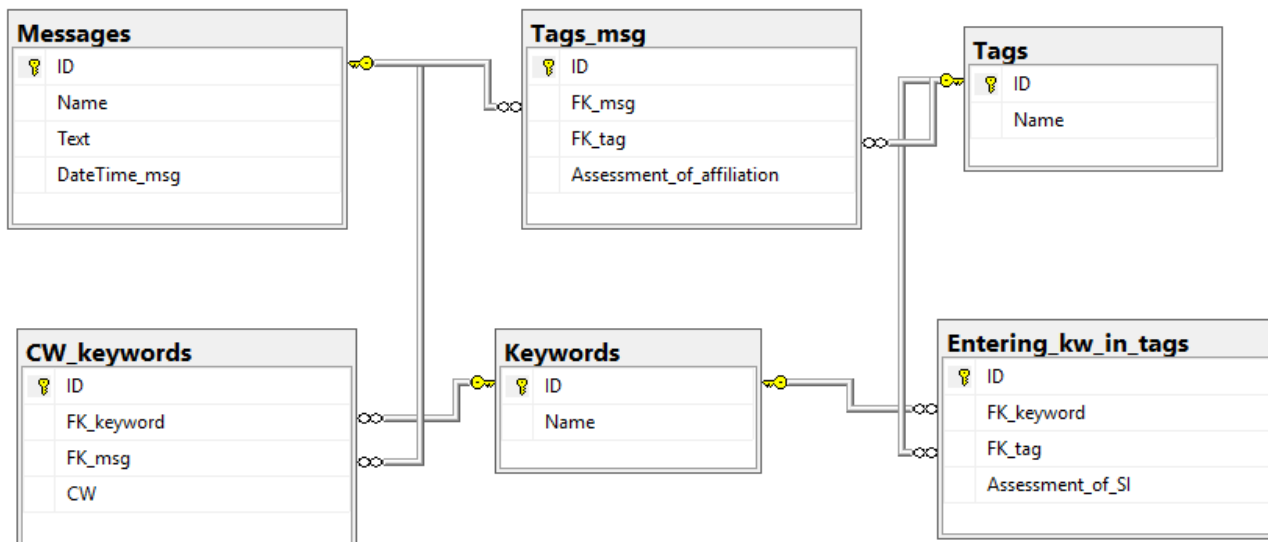 Messages
ID
Name
Text
DateTime_msg
Tags_msg
ID
FK_msg
FK_tag
Assessment_of_affiliation
Tags
ID
Name
CW_keywords
ID
FK_keyword
FK_msg
CW
Keywords
ID
Name
Entering_kw_in_tags
ID
FK_keyword
FK_tag
Assessment_of_SI